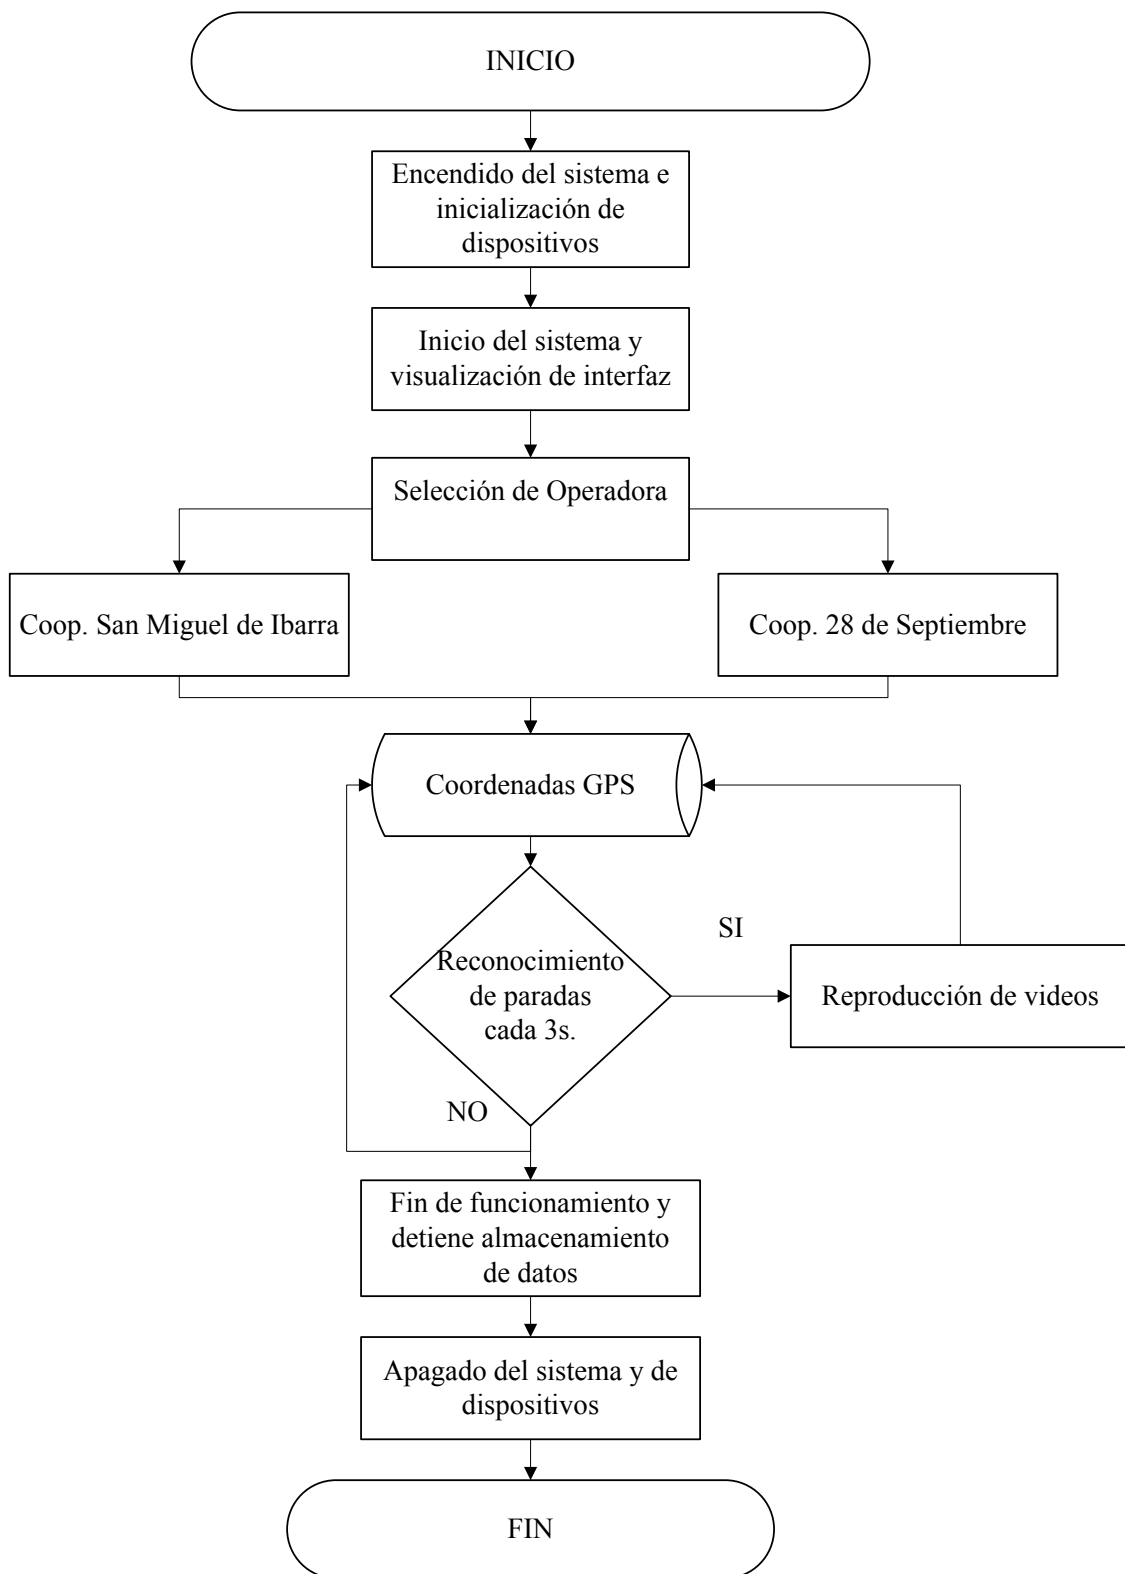 INICIO
Encendido del sistema e
inicialización de
dispositivos
Inicio del sistema y
visualización de interfaz
Selección de Operadora
Coop. San Miguel de Ibarra
Coop. 28 de Septiembre
Coordenadas GPS
SI
Reconocimiento
de paradas
cada 3s.
Reproducción de videos
NO
Fin de funcionamiento y
detiene almacenamiento
de datos
Apagado del sistema y de
dispositivos
FIN